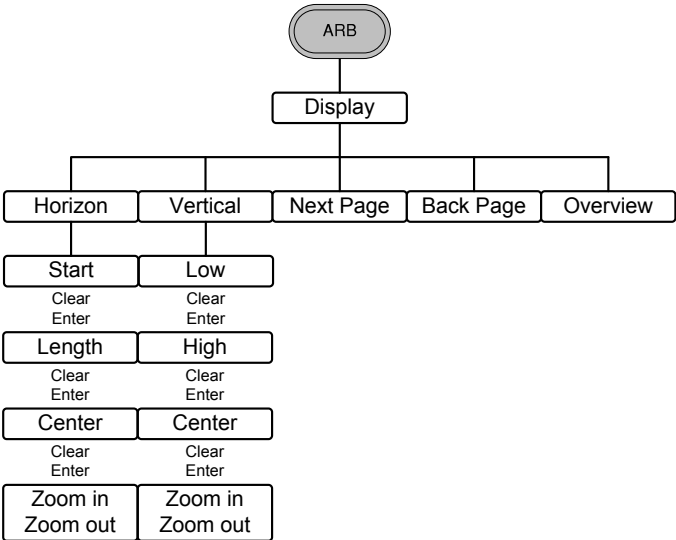 ARB
Display
Horizon Vertical Next Page Back Page Overview
Start Low
Clear Clear
Enter Enter
Length High
Clear Clear
Enter Enter
Center Center
Clear Clear
Enter Enter
Zoom in Zoom in
Zoom out Zoom out